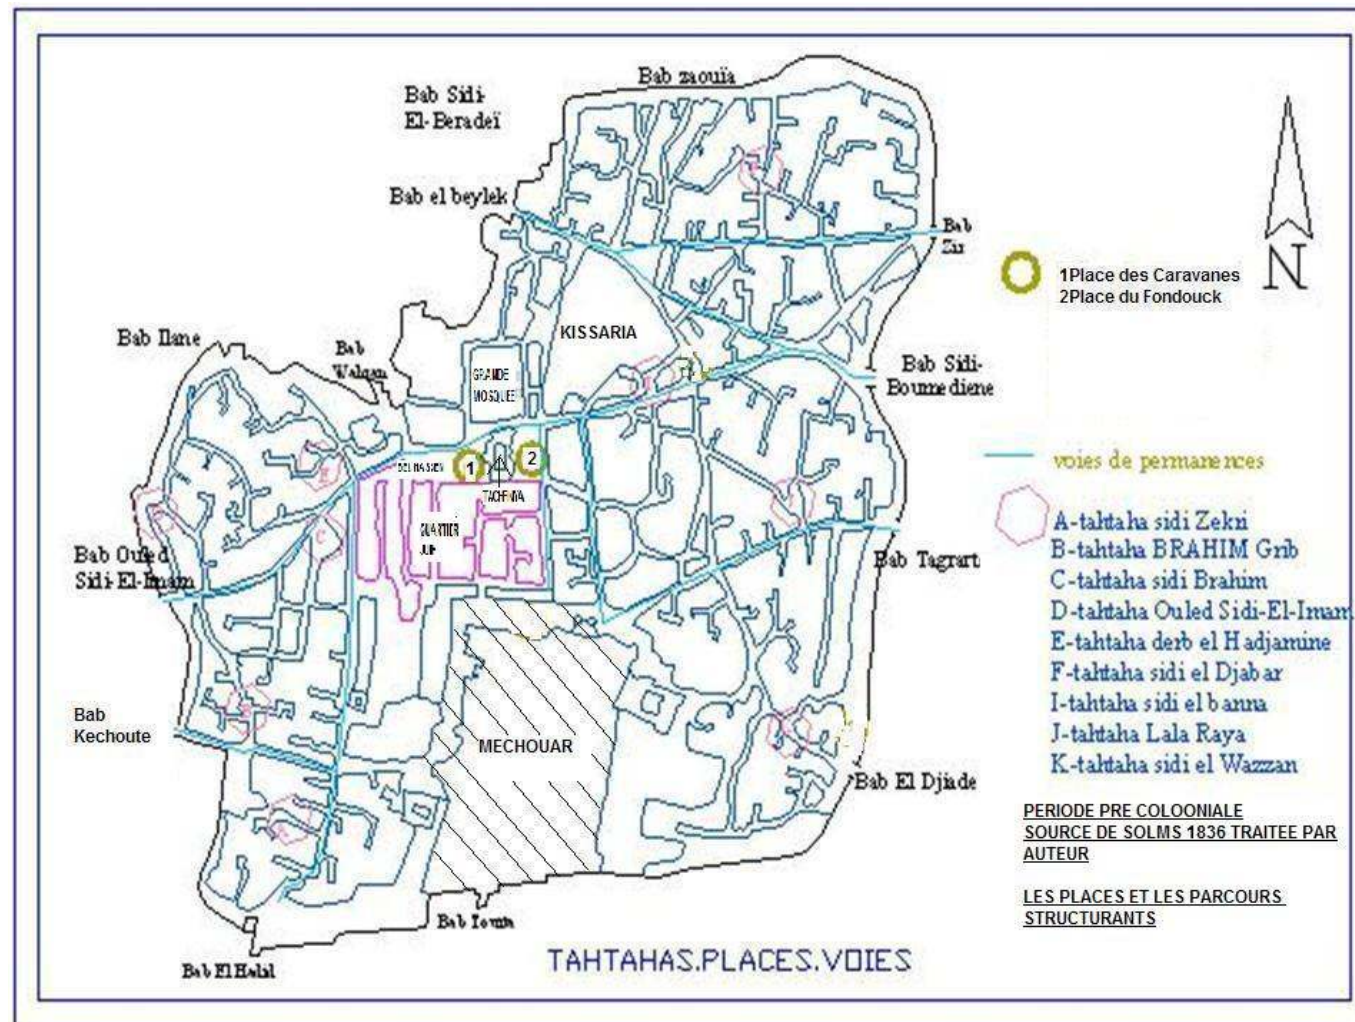 Bab zaouïa
Bab Sidi-
El-Beradeï
Bab el beylek
Bab
Zir
1Place des Caravanes
2Place du Fondouck
N
KISSARIA
Bab Ilane
Bab
GRANDE
MOSQUEE
Bab Sidi-
Boumediene
1
2
voies de permanences
QUARTIER
JUIF
Bab Ouled
Sidi-El-Imam
Bab Tagrart
A-tahtaha sidi Zekri
B-tahtaha BRAHIM Grib
C-tahtaha sidi Brahim
D-tahtaha Ouled Sidi-El-Imam
E-tahtaha derb el Hadjamine
F-tahtaha sidi el Djabar
I-tahtaha sidi el banna
J-tahtaha Lala Raya
K-tahtaha sidi el Wazzan
C
Bab
Kechoute
MECHOUAR
Bab El Djiade
PERIODE PRE COLOONIALE
SOURCE DE SOLMS 1836 TRAITEE PAR
AUTEUR
LES PLACES ET LES PARCOURS
STRUCTURANTS
Bab
Bab El
TAHTAHAS.PLACES.VOIES